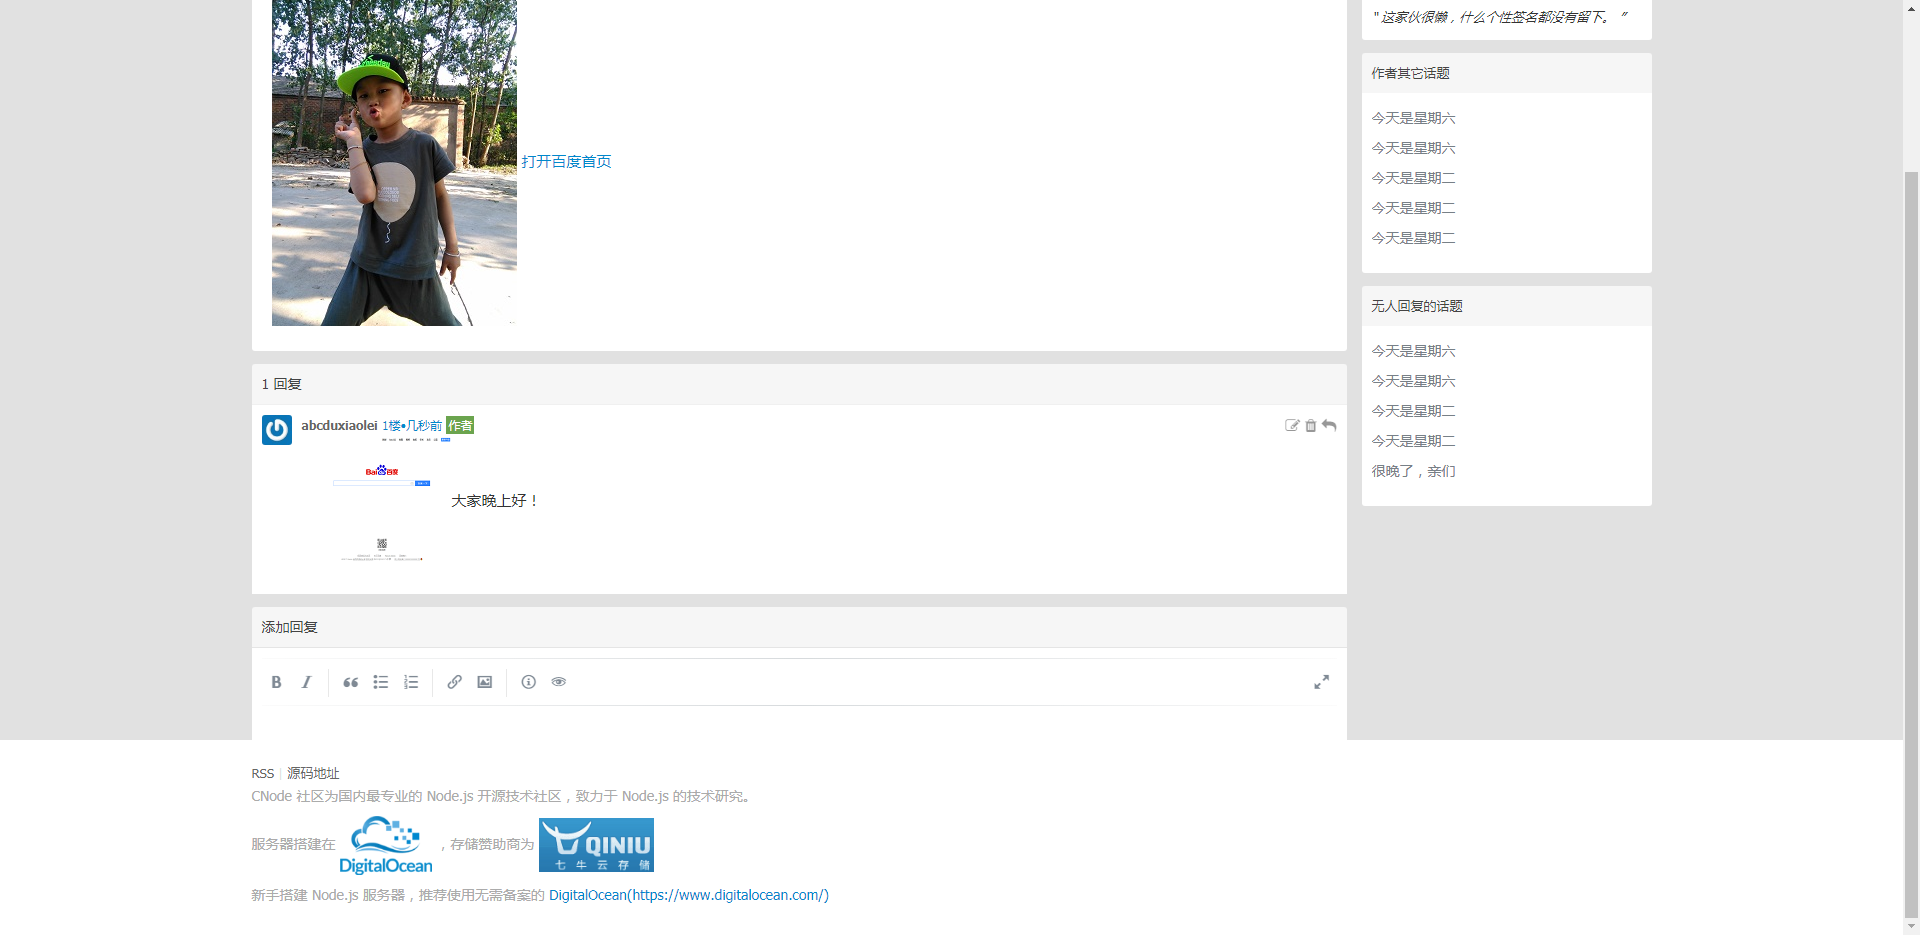 "这家伙很懒，什么个性签名都没有留下。 "
打开百度首页
作者其它话题
今天是星期六
今天是星期六
今天是星期二
今天是星期二
今天是星期二
无人回复的话题
今天是星期六
今天是星期六
今天是星期二
今天是星期二
很晚了，亲们
1 回复
abcduxiaolei 1楼•几秒前 作者
Bai 百度
大家晚上好！
添加回复
RSS | 源码地址
CNode 社区为国内最专业的 Node.js 开源技术社区，致力于 Node.js 的技术研究。
服务器搭建在 DigitalOcean ，存储赞助商为 QINIU 七牛云存储
新手搭建 Node.js 服务器，推荐使用无需备案的 DigitalOcean(https://www.digitalocean.com/)